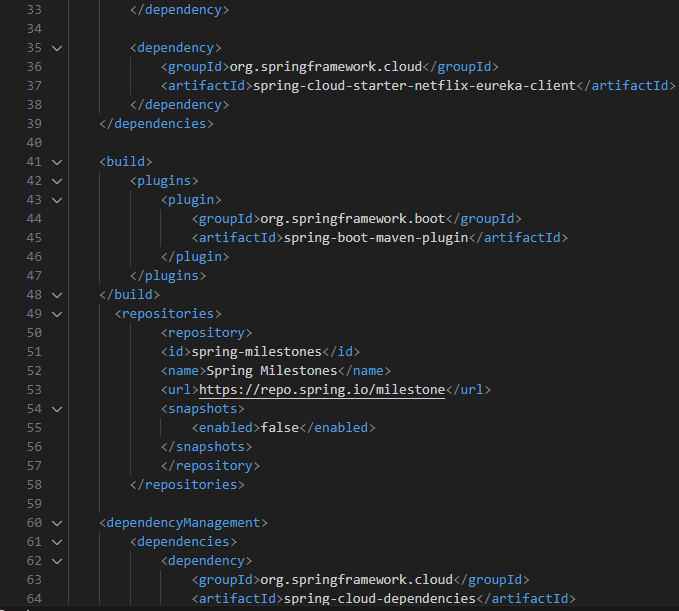 33 </dependency>
34
35 <dependency>
36 <groupId>org.springframework.cloud</groupId>
37 <artifactId>spring-cloud-starter-netflix-eureka-client</artifactId>
38 </dependency>
39 </dependencies>
40
41 <build>
42 <plugins>
43 <plugin>
44 <groupId>org.springframework.boot</groupId>
45 <artifactId>spring-boot-maven-plugin</artifactId>
46 </plugin>
47 </plugins>
48 </build>
49 <repositories>
50 <repository>
51 <id>spring-milestones</id>
52 <name>Spring Milestones</name>
53 <url>https://repo.spring.io/milestone</url>
54 <snapshots>
55 <enabled>false</enabled>
56 </snapshots>
57 </repository>
58 </repositories>
59
60 <dependencyManagement>
61 <dependencies>
62 <dependency>
63 <groupId>org.springframework.cloud</groupId>
64 <artifactId>spring-cloud-dependencies</artifactId>